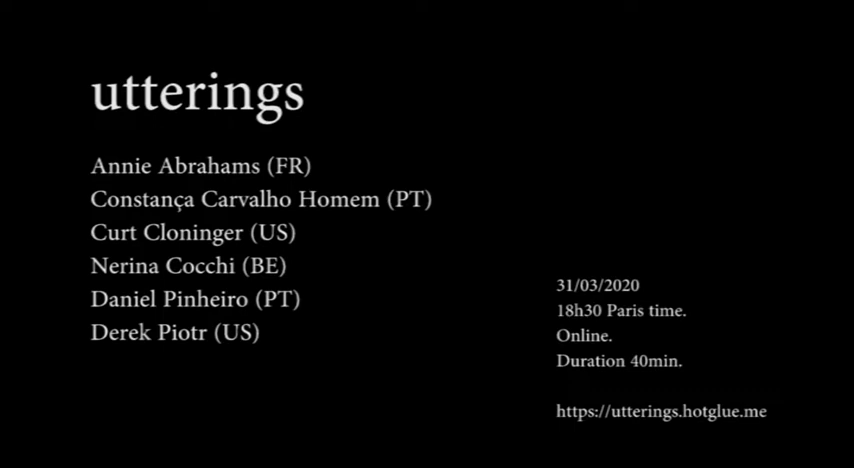 utterings
Annie Abrahams (FR)
Constança Carvalho Homem (PT)
Curt Cloninger (US)
Nerina Cocchi (BE)
Daniel Pinheiro (PT)
Derek Piotr (US)
31/03/2020
18h30 Paris time.
Online.
Duration 40min.
https://utterings.hotglue.me